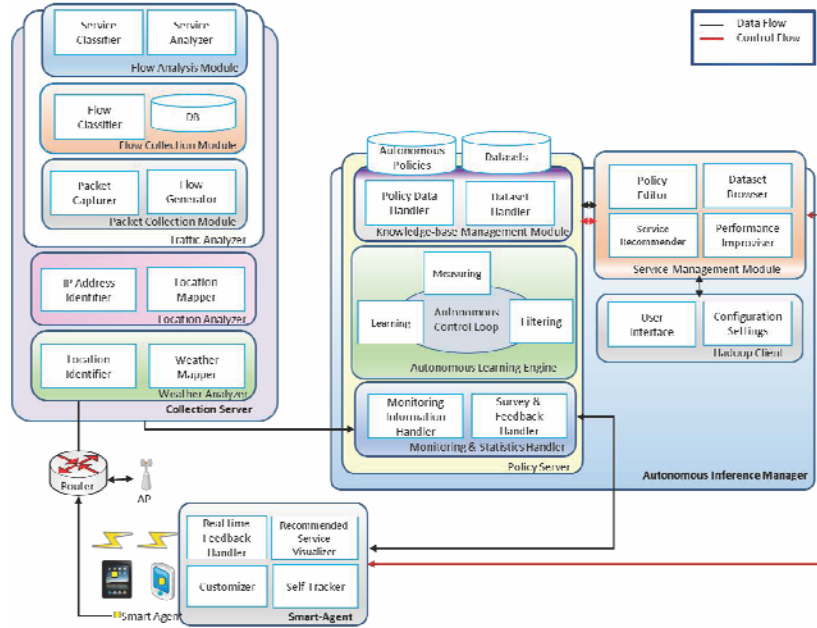 Service Classifier
Service Analyzer
Flow Analysis Module
Flow Classifier
DB
Flow Collection Module
Packet Capturer
Flow Generator
Packet Collection Module
Traffic Analyzer
IP Address Identifier
Location Mapper
Location Analyzer
Location Identifier
Weather Mapper
Weather Analyzer
Collection Server
Router
AP
Smart Agent
Real Time Feedback Handler
Recommended Service Visualizer
Customizer
Self Tracker
Smart-Agent
Autonomous Policies
Datasets
Policy Data Handler
Dataset Handler
Knowledge-base Management Module
Measuring
Learning
Autonomous Control Loop
Filtering
Autonomous Learning Engine
Monitoring Information Handler
Survey & Feedback Handler
Monitoring & Statistics Handler
Policy Server
Policy Editor
Dataset Browser
Service Recommender
Performance Improviser
Service Management Module
User Interface
Configuration Settings
Hadoop Client
Autonomous Inference Manager
Data Flow
Control Flow